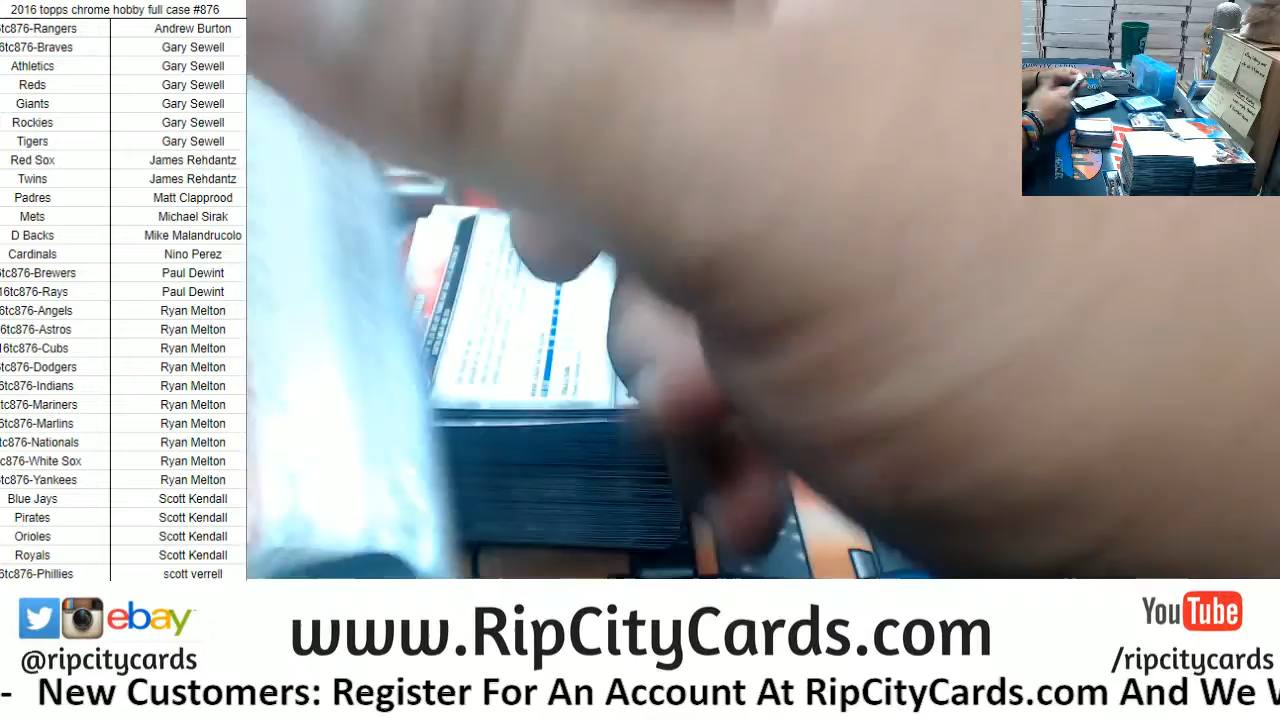 2016 topps chrome hobby full case #876
tc876-Rangers Andrew Burton
6tc876-Braves Gary Sewell
Athletics Gary Sewell
Reds Gary Sewell
Giants Gary Sewell
Rockies Gary Sewell
Tigers Gary Sewell
Red Sox James Rehdantz
Twins James Rehdantz
Padres Matt Clapprood
Mets Michael Sirak
D Backs Mike Malandrucolo
Cardinals Nino Perez
tc876-Brewers Paul Dewint
16tc876-Rays Paul Dewint
6tc876-Angels Ryan Melton
6tc876-Astros Ryan Melton
16tc876-Cubs Ryan Melton
tc876-Dodgers Ryan Melton
6tc876-Indians Ryan Melton
tc876-Mariners Ryan Melton
6tc876-Marlins Ryan Melton
tc876-Nationals Ryan Melton
c876-White Sox Ryan Melton
6tc876-Yankees Ryan Melton
Blue Jays Scott Kendall
Pirates Scott Kendall
Orioles Scott Kendall
Royals Scott Kendall
6tc876-Phillies scott verrell
ebay
@ripcitycards
www.RipCityCards.com
YouTube
/ripcitycards
- New Customers: Register For An Account At RipCityCards.com And We